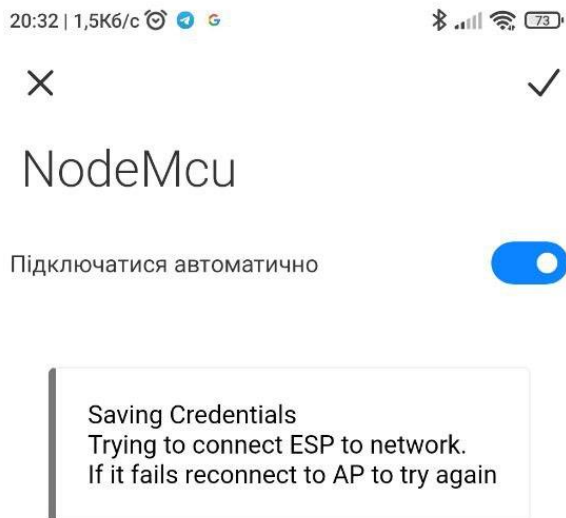 20:32 | 1,5Кб/с
73
NodeMcu
Підключатися автоматично
Saving Credentials
Trying to connect ESP to network.
If it fails reconnect to AP to try again